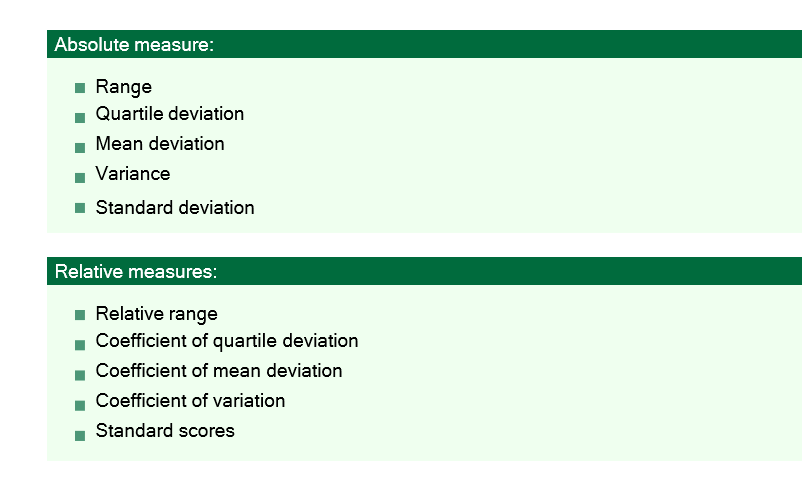 Absolute measure:
Range
Quartile deviation
Mean deviation
Variance
Standard deviation
Relative measures:
Relative range
Coefficient of quartile deviation
Coefficient of mean deviation
Coefficient of variation
Standard scores